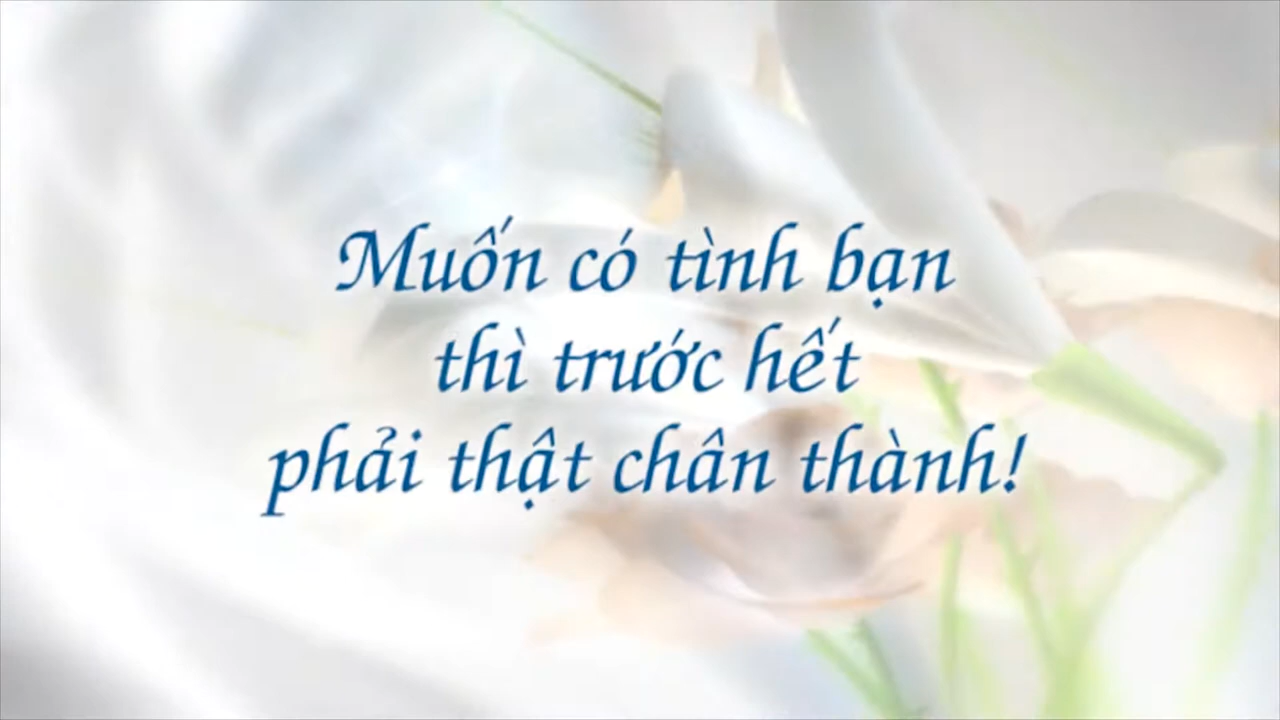 Muốn có tình bạn
thì trước hết
phải thật chân thành!